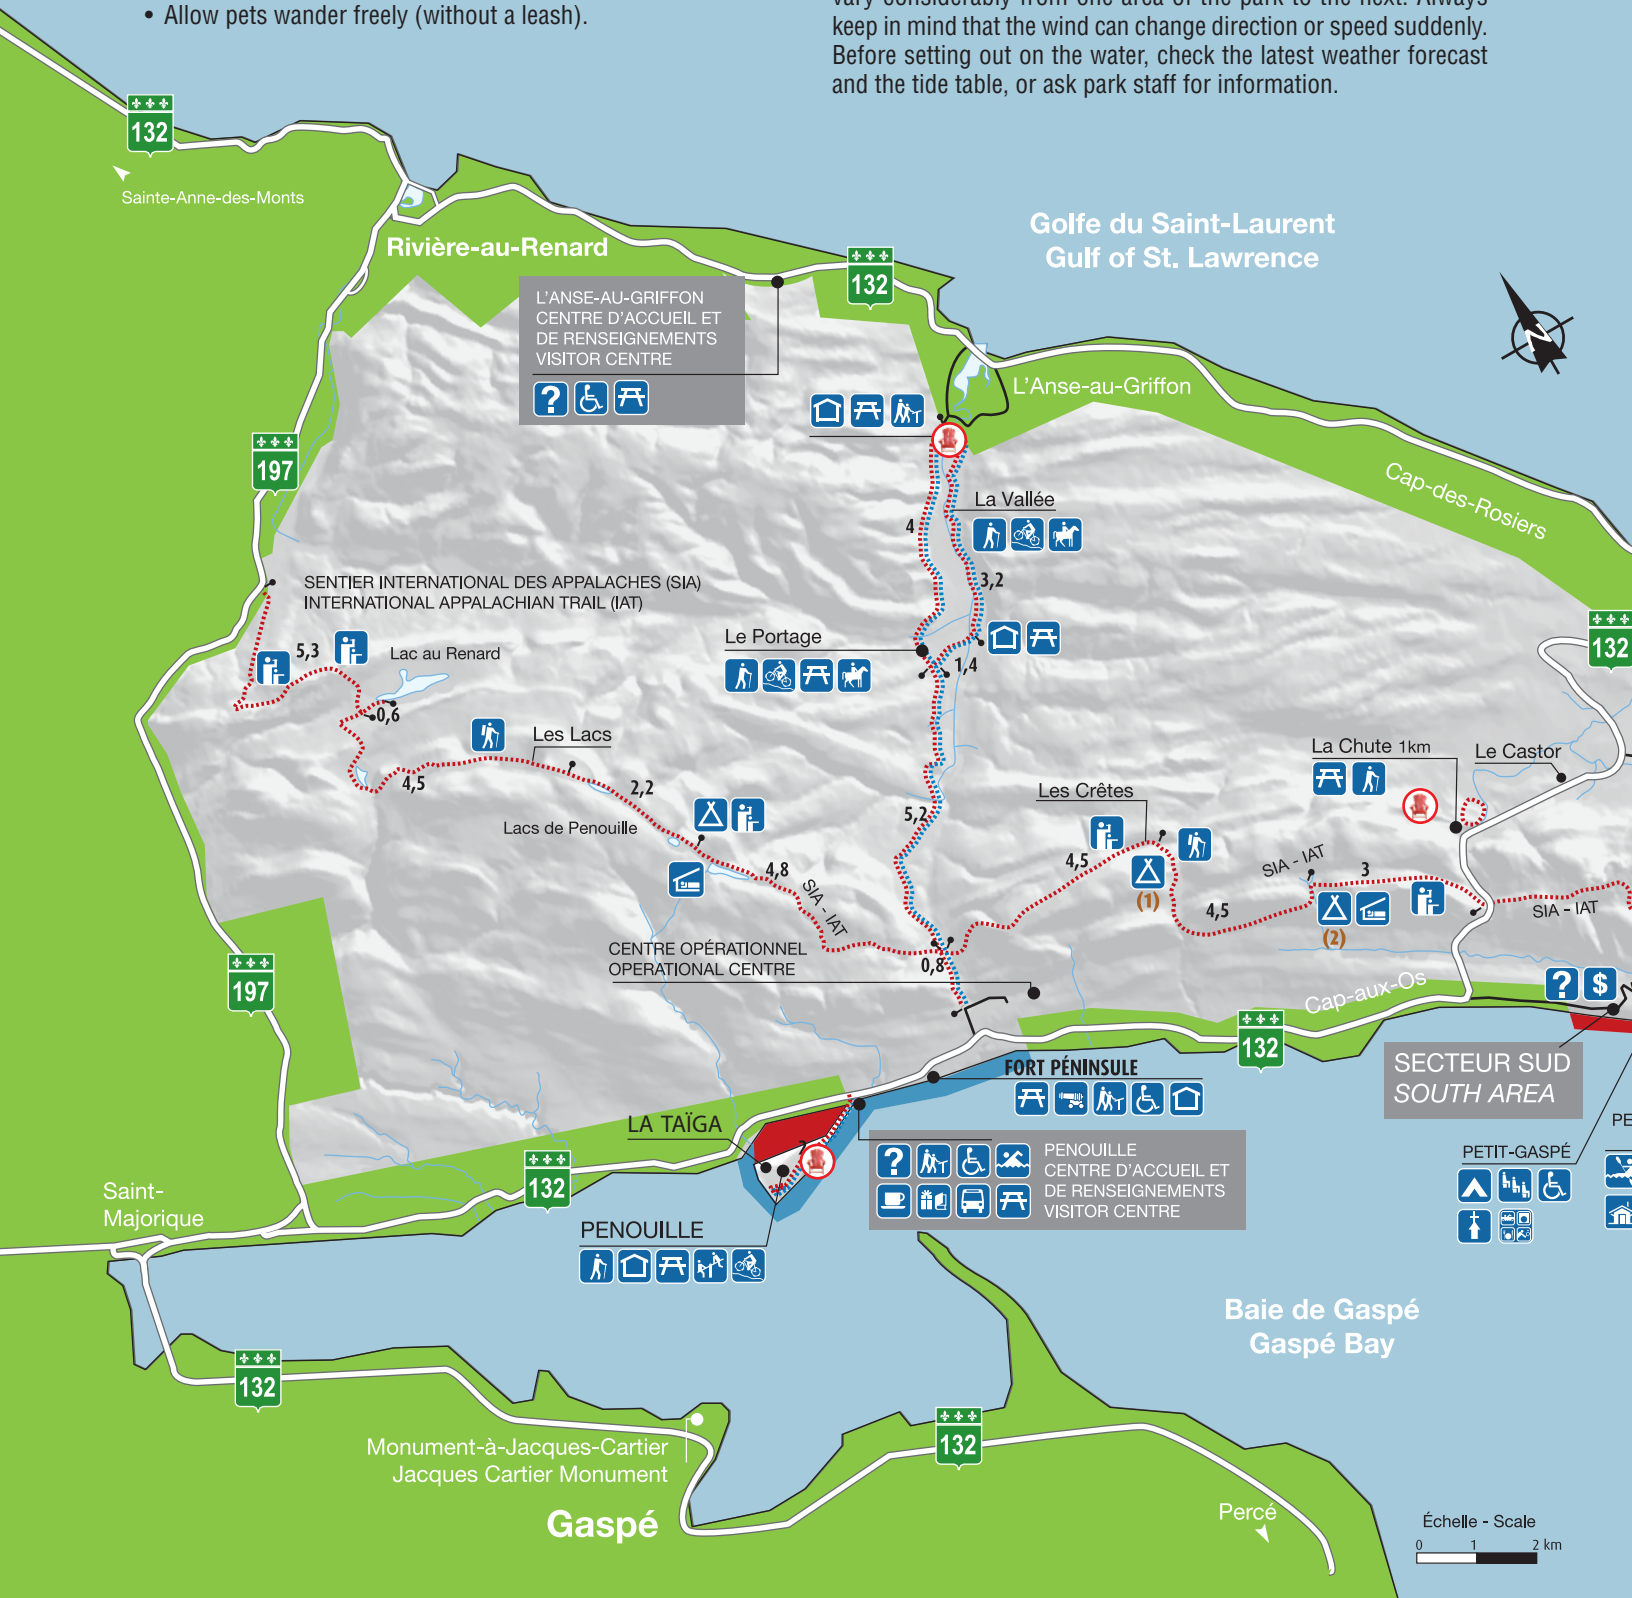 • Allow pets wander freely (without a leash).
keep in mind that the wind can change direction or speed suddenly.
Before setting out on the water, check the latest weather forecast
and the tide table, or ask park staff for information.
132
Sainte-Anne-des-Monts
Rivière-au-Renard
Golfe du Saint-Laurent
Gulf of St. Lawrence
132
L'ANSE-AU-GRIFFON
CENTRE D'ACCUEIL ET
DE RENSEIGNEMENTS
VISITOR CENTRE
?
N
L'Anse-au-Griffon
197
Cap-des-Rosiers
La Vallée
4
3,2
SENTIER INTERNATIONAL DES APPALACHES (SIA)
INTERNATIONAL APPALACHIAN TRAIL (IAT)
5,3
Lac au Renard
Le Portage
1,4
132
0,6
Les Lacs
4,5
2,2
Lacs de Penouille
5,2
La Chute 1km
Le Castor
Les Crêtes
4,5
(1)
4,5
SIA - IAT
3
(2)
SIA - IAT
4,8
SIA - IAT
CENTRE OPÉRATIONNEL
OPERATIONAL CENTRE
0,8
197
Cap-aux-Os
? $
132
SECTEUR SUD
SOUTH AREA
FORT PÉNINSULE
LA TAÏGA
2
?
PENOUILLE
CENTRE D'ACCUEIL ET
DE RENSEIGNEMENTS
VISITOR CENTRE
PE
PETIT-GASPÉ
132
Saint-
Majorique
PENOUILLE
Baie de Gaspé
Gaspé Bay
132
132
Monument-à-Jacques-Cartier
Jacques Cartier Monument
Gaspé
Percé
Échelle - Scale
0 1 2 km